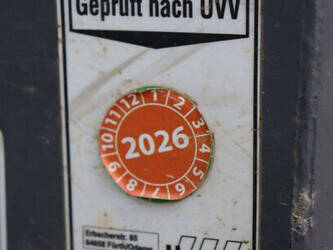 Geprüft nach UVV
12 1 2 3 4 5 6 7 8 9 10 11
2026
Erbacherstr. 65
64658 Fürth/Odenw.